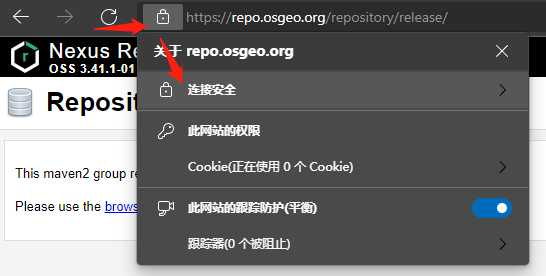 https://repo.osgeo.org/repository/release/
Nexus Re
OSS 3.41.1-01
关于 repo.osgeo.org
连接安全
Reposit
此网站的权限
Cookie(正在使用 0 个 Cookie)
This maven2 group re
Please use the brows
此网站的跟踪防护(平衡)
跟踪器(0 个被阻止)